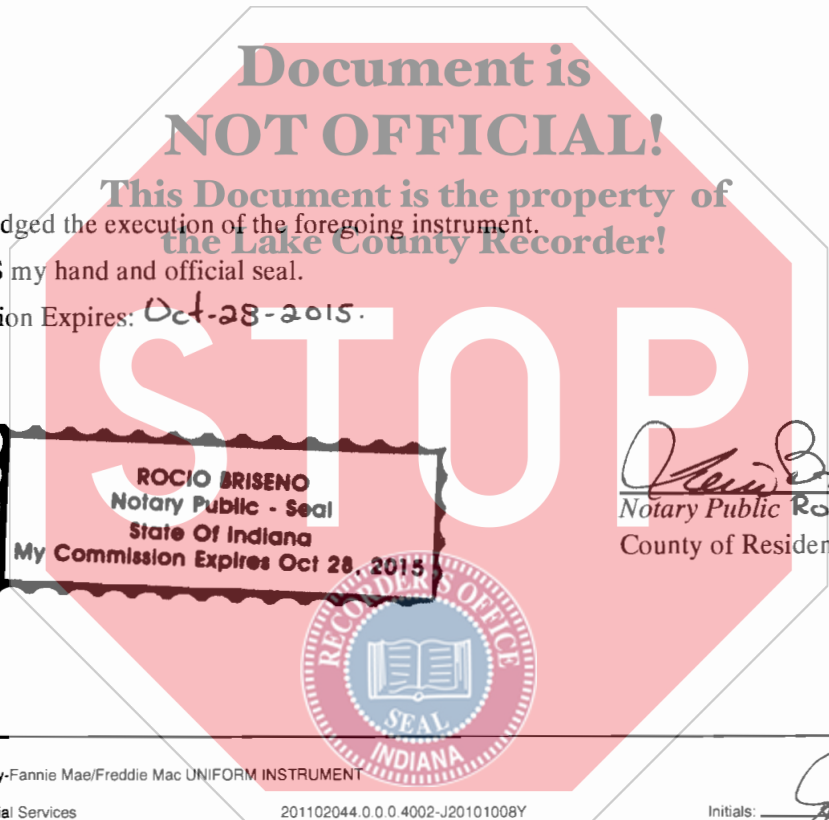 Document is
NOT OFFICIAL!
This Document is the property of
dged the execution of the foregoing instrument.
the Lake County Recorder!
my hand and official seal.
ion Expires: Oct-28-2015.
STOP
ROCIO BRISENO
Notary Public - Seal
State Of Indiana
My Commission Expires Oct 28, 2015
Notary Public Ro
County of Residen
RECORDER'S OFFICE
SEAL
INDIANA
y-Fannie Mae/Freddie Mac UNIFORM INSTRUMENT
ial Services 201102044.0.0.0.4002-J20101008Y Initials: